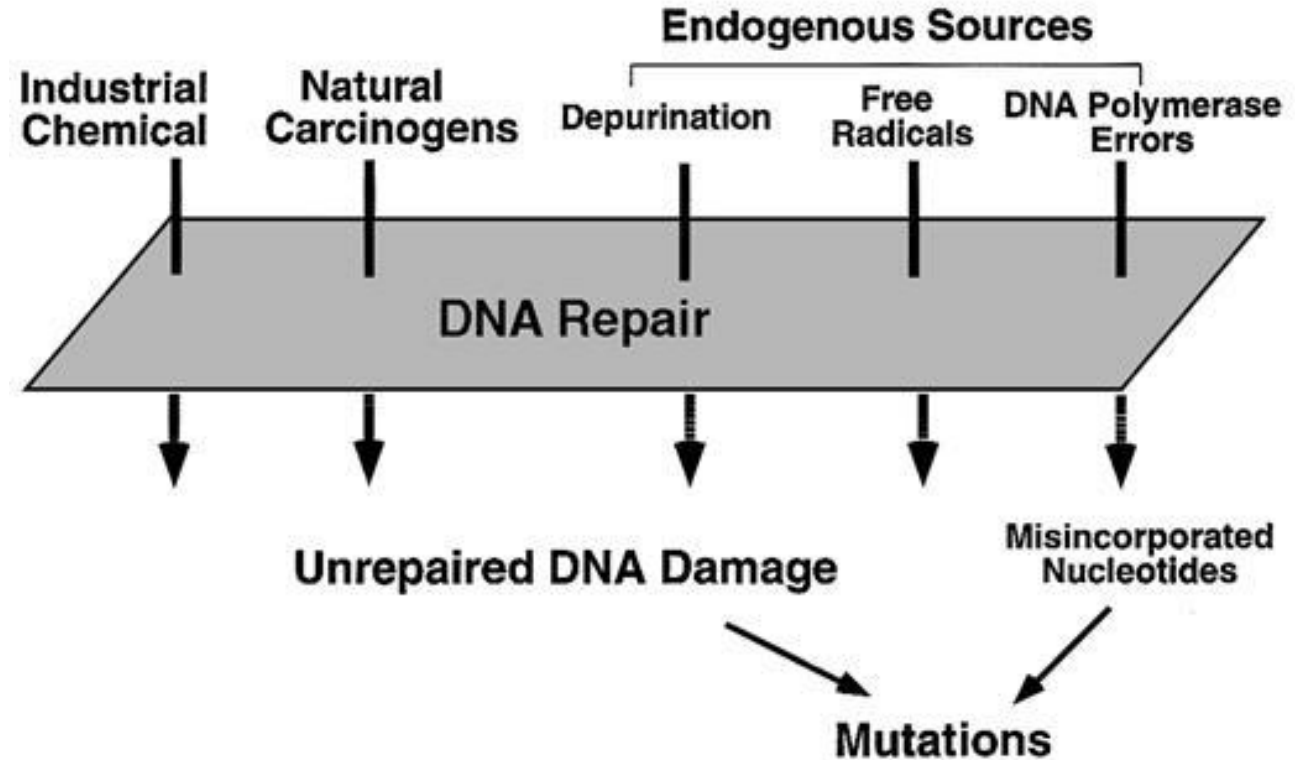 Endogenous Sources
Industrial
Chemical
Natural
Carcinogens
Depurination
Free
Radicals
DNA Polymerase
Errors
DNA Repair
Unrepaired DNA Damage
Misincorporated
Nucleotides
Mutations